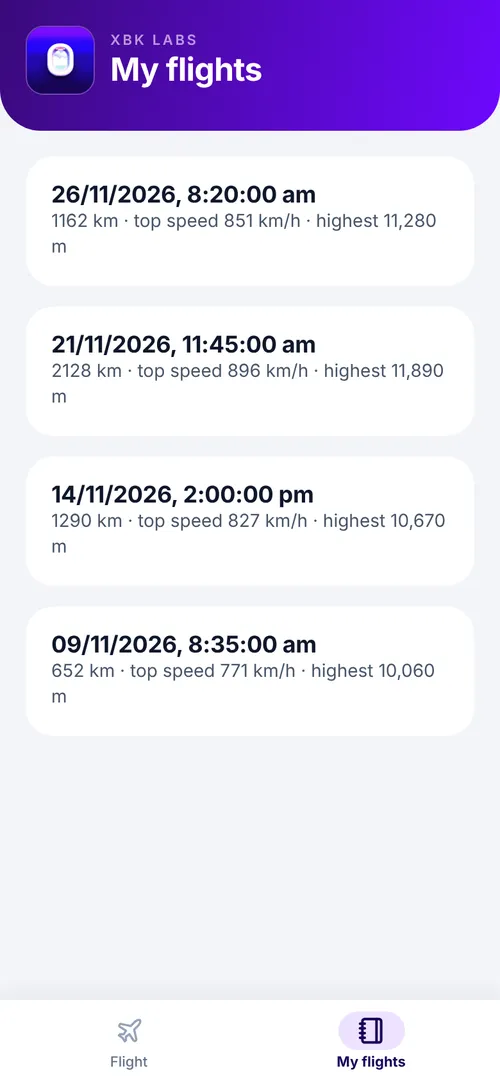 XBK LABS
My flights
26/11/2026, 8:20:00 am
1162 km · top speed 851 km/h · highest 11,280
m
21/11/2026, 11:45:00 am
2128 km · top speed 896 km/h · highest 11,890
m
14/11/2026, 2:00:00 pm
1290 km · top speed 827 km/h · highest 10,670
m
09/11/2026, 8:35:00 am
652 km · top speed 771 km/h · highest 10,060
m
Flight
My flights